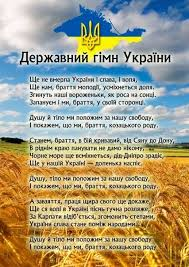 Державний гімн України
Ще не вмерла України і слава, і воля,
Ще нам, браття молодії, усміхнеться доля.
Згинуть наші вороженьки, як роса на сонці.
Запануєм і ми, браття, у своїй сторонці.
Душу й тіло ми положим за нашу свободу,
І покажем, що ми, браття, козацького роду.
Станем, браття, в бій кривавий, від Сяну до Дону,
В ріднім краю панувати не дамо нікому;
Чорне море ще всміхнеться, дід Дніпро зрадіє,
Ще у нашій Україні — доленька наспіє.
Душу й тіло ми положим за нашу свободу,
І покажем, що ми, браття, козацького роду.
А завзяття, праця щира свого ще докаже,
Ще ся волі в Україні піснь гучна розляже,
За Карпати відіб'ється, згомонить степами,
України слава стане поміж народами.
Душу й тіло ми положим за нашу свободу,
І покажем, що ми, браття, козацького роду.